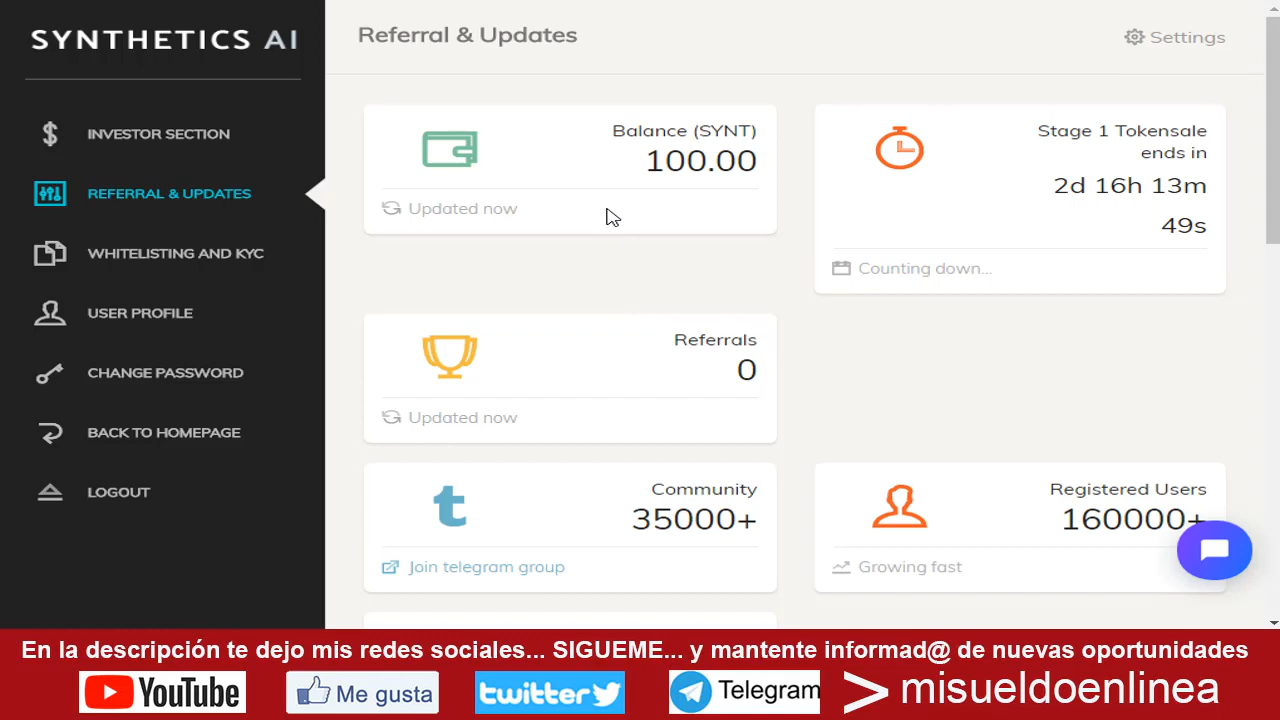 SYNTHETICS AI
INVESTOR SECTION
REFERRAL & UPDATES
WHITELISTING AND KYC
USER PROFILE
CHANGE PASSWORD
BACK TO HOMEPAGE
LOGOUT
Referral & Updates
Settings
Balance (SYNT)
100.00
Updated now
Stage 1 Tokensale
ends in
2d 16h 13m
49s
Counting down...
Referrals
0
Updated now
t
Community
35000+
Join telegram group
Registered Users
160000+
Growing fast
En la descripción te dejo mis redes sociales... SIGUEME... y mantente informad@ de nuevas oportunidades
YouTube
Me gusta
twitter
Telegram
> misueldoenlinea